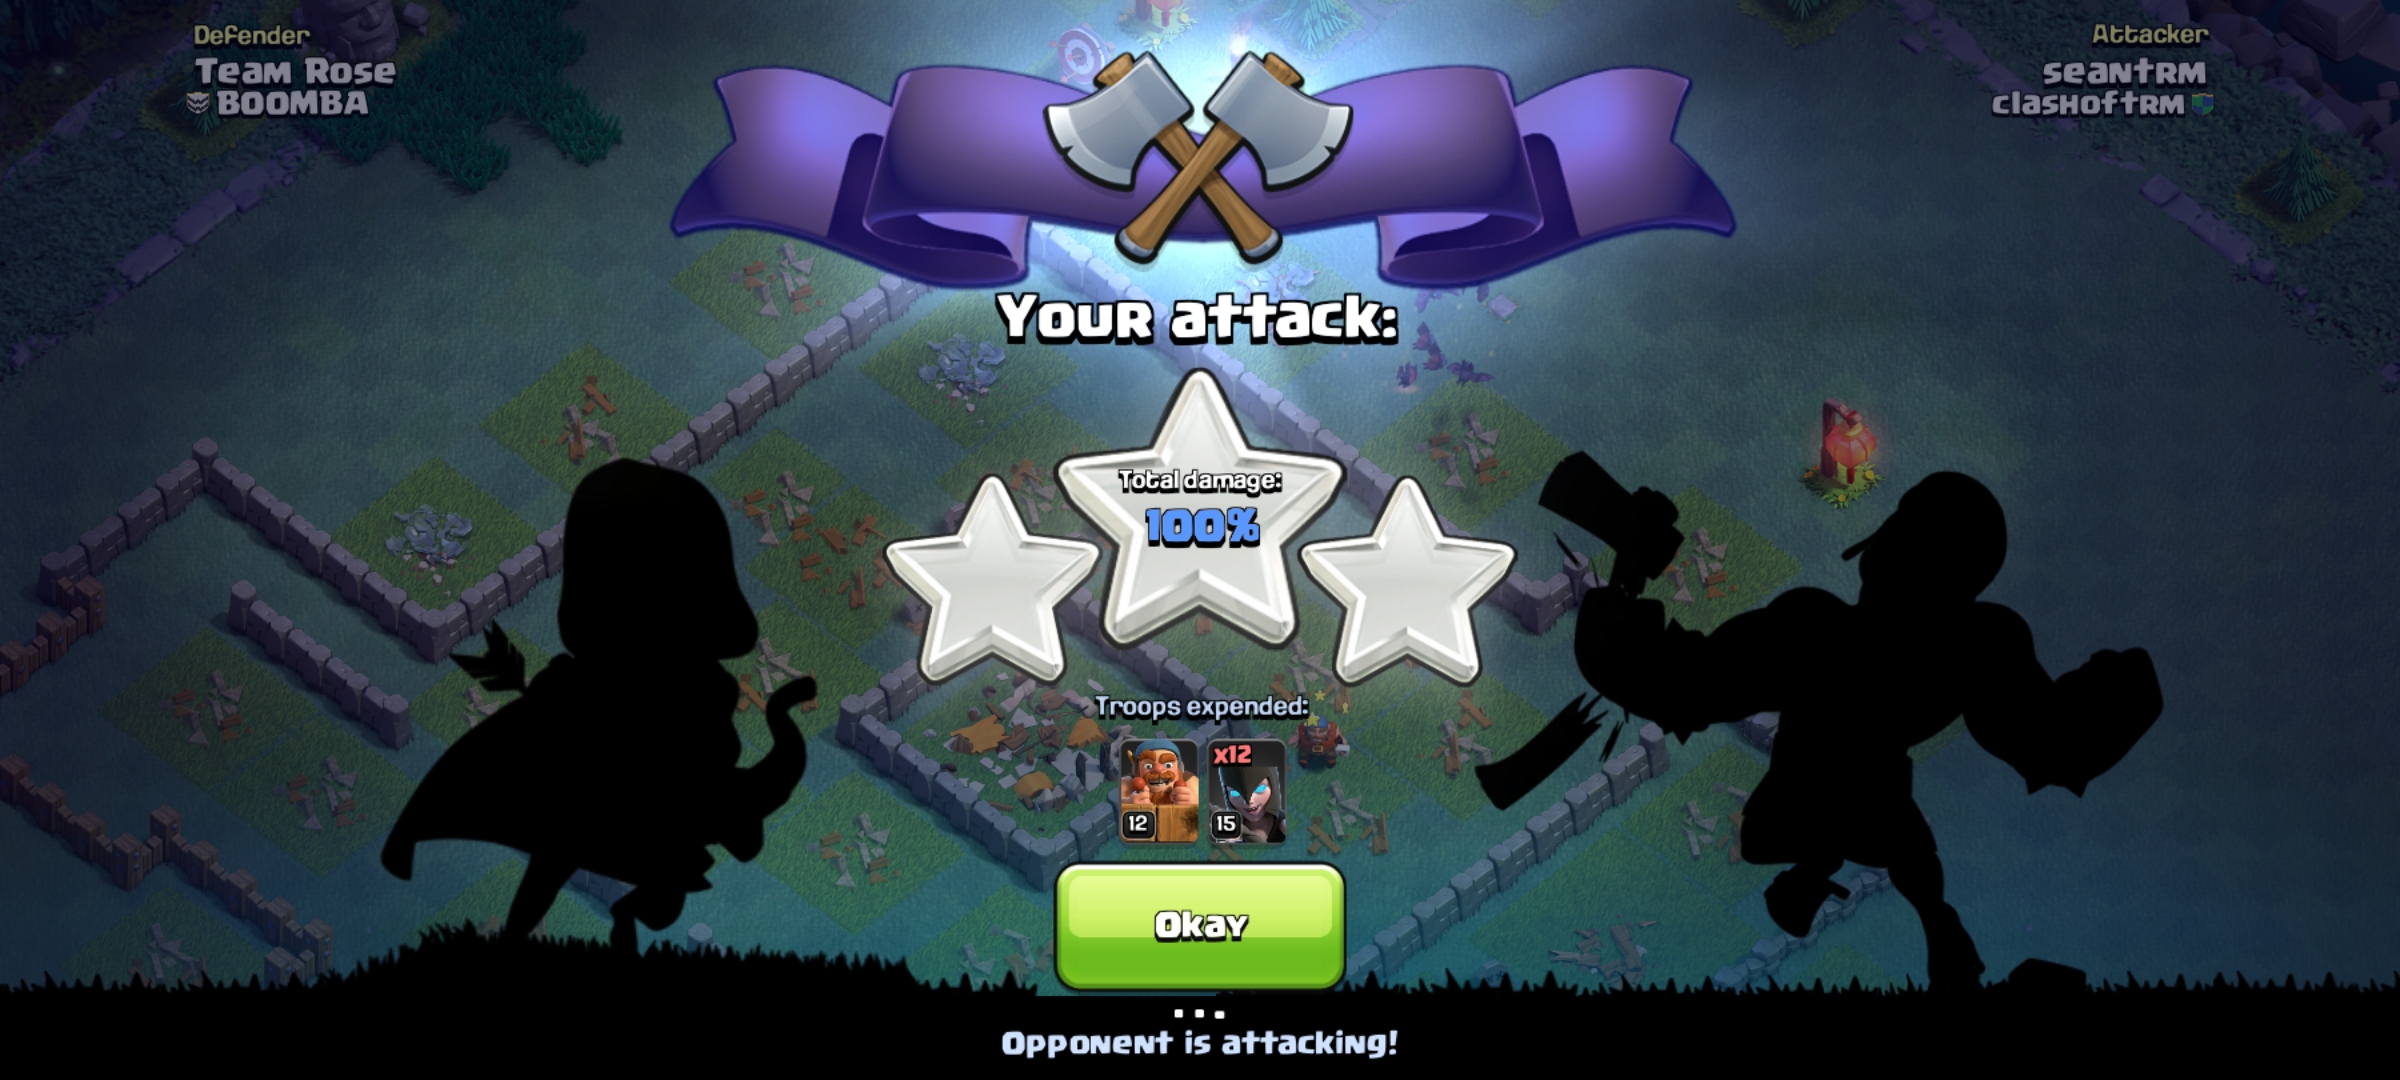 Defender
Team Rose
BOOMBA
Attacker
seantRM
clashoftRM
Your attack:
Total damage:
100%
Troops expended:
x12
12
15
Okay
...
Opponent is attacking!